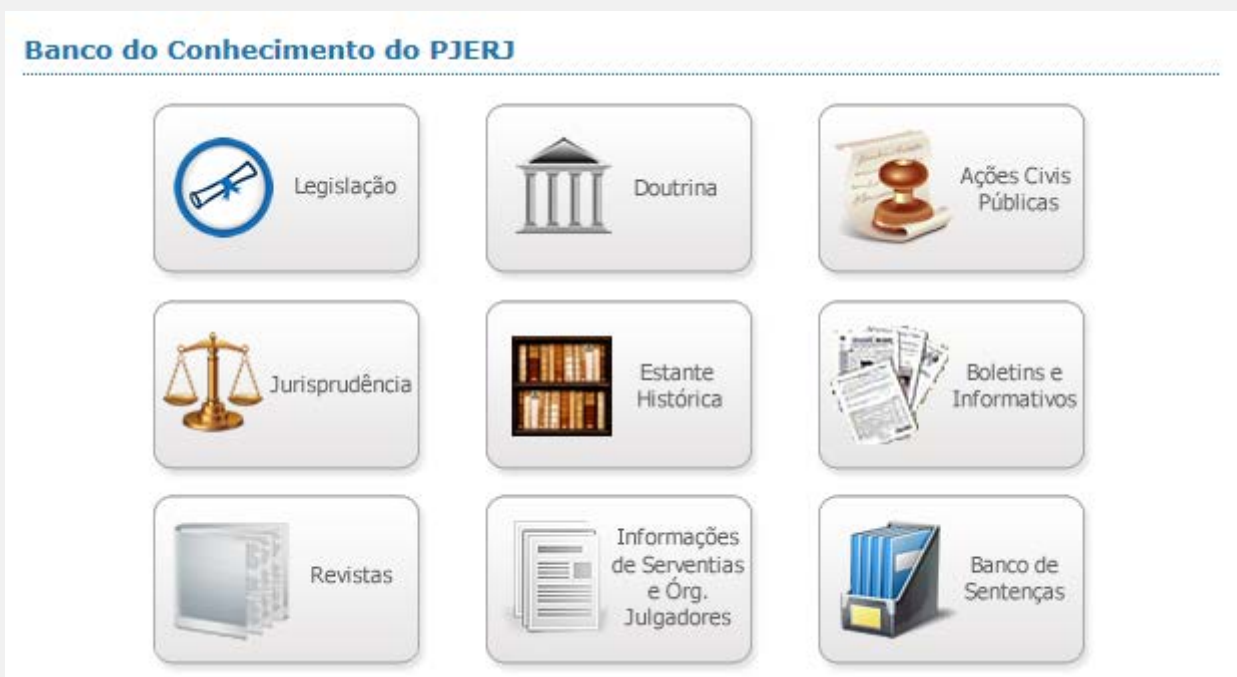 Banco do Conhecimento do PJERJ
Legislação
Doutrina
Ações Civis
Públicas
Jurisprudência
Estante
Histórica
Boletins e
Informativos
Revistas
Informações
de Serventias
e Órg.
Julgadores
Banco de
Sentenças